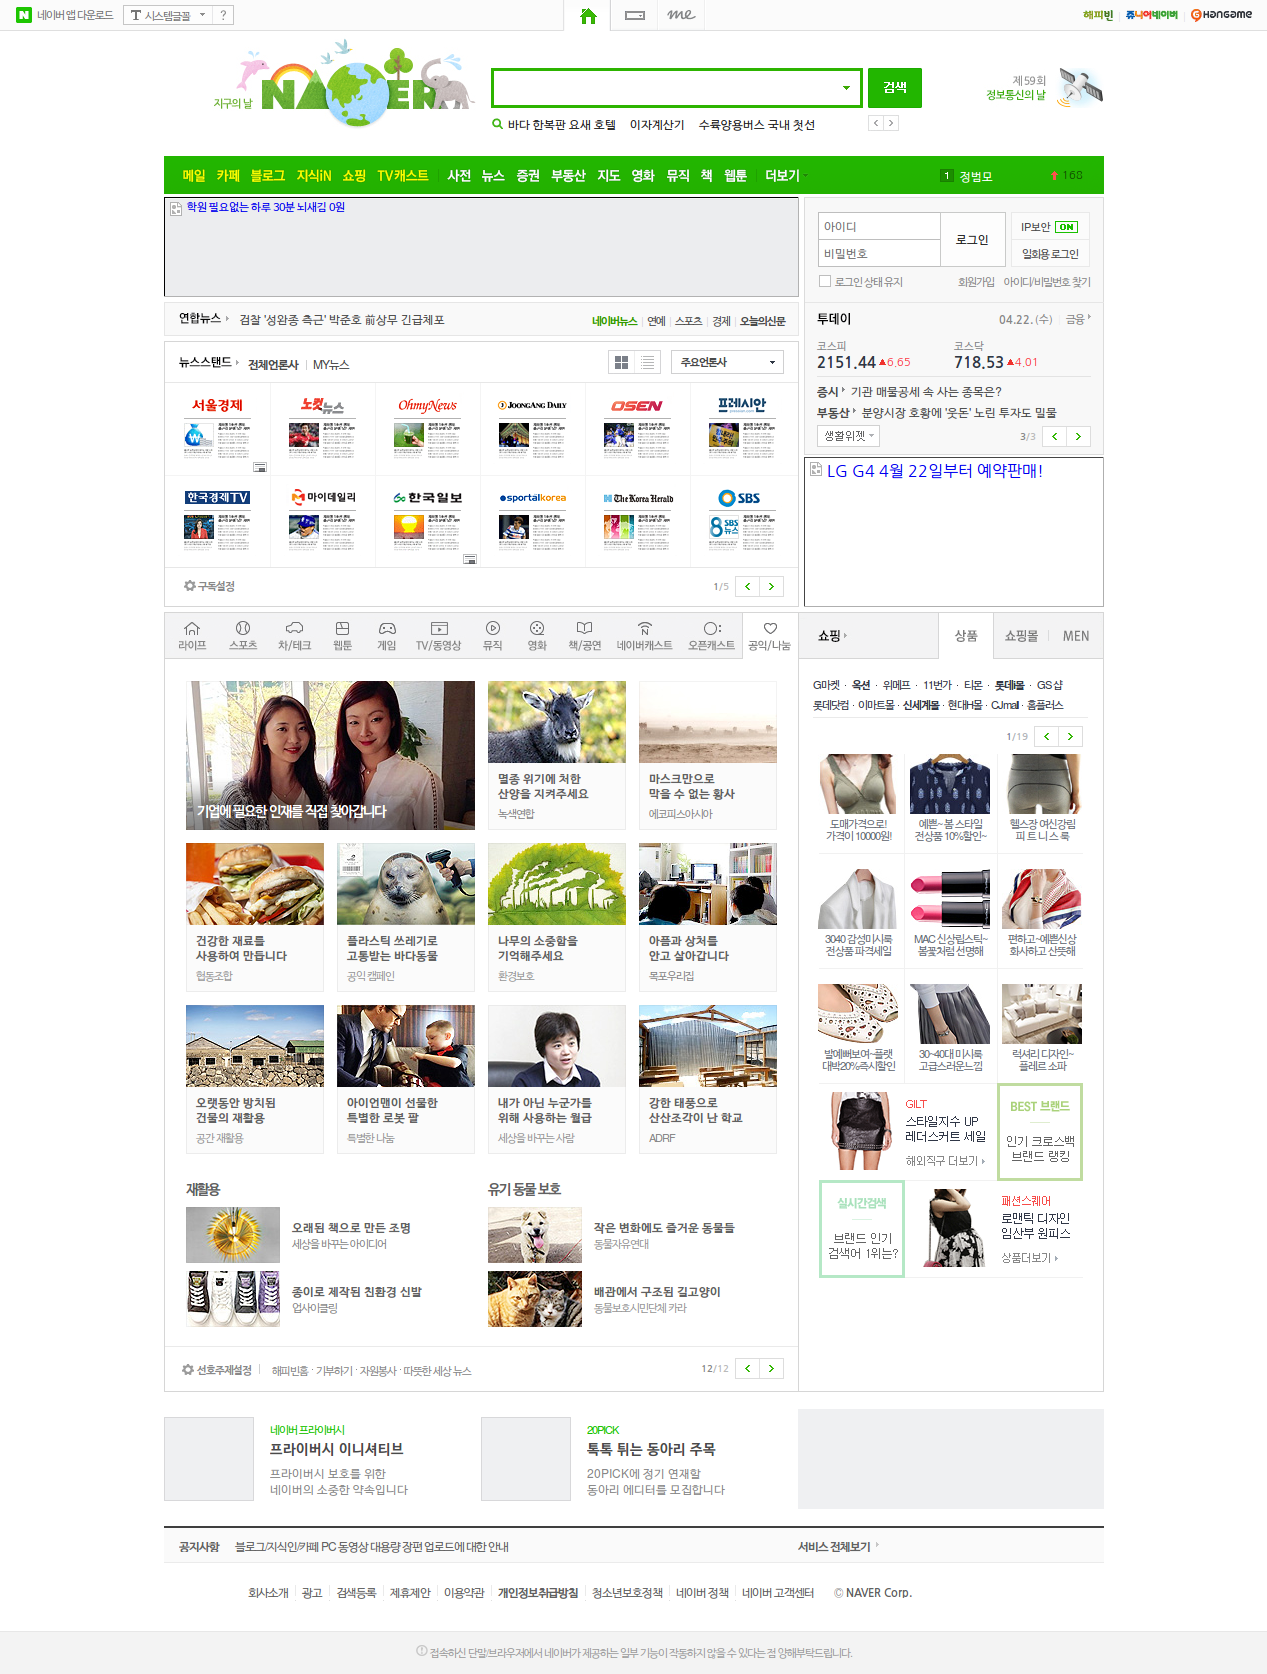 네이버 앱 다운로드
시스템글꼴
?
me
해피빈
쥬니어네이버
HANGAME
지구의 날
NAVER
검색
제59회
정보통신의 날
바다 한복판 요새 호텔 이자계산기 수륙양용버스 국내 첫선
메일 카페 블로그 지식iN 쇼핑 TV캐스트 사전 뉴스 증권 부동산 지도 영화 뮤직 책 웹툰 더보기
1 정범모 168
학원 필요없는 하루 30분 뇌새김 0원
아이디
비밀번호
로그인
IP보안 ON
일회용 로그인
로그인 상태 유지
회원가입 아이디/비밀번호 찾기
연합뉴스 검찰 '성완종 측근' 박준호 前상무 긴급체포
네이버뉴스 연예 스포츠 경제 오늘의신문
투데이 04.22.(수) 금융
코스피 코스닥
2151.44 6.65 718.53 4.01
증시 기관 매물공세 속 사는 종목은?
부동산 분양시장 호황에 '웃돈' 노린 투자도 밀물
생활위젯 3/3
뉴스스탠드 전체언론사 MY뉴스 주요언론사
서울경제 노컷뉴스 OhmyNews JOONGANG DAILY OSEN 프레시안
한국경제TV 마이데일리 한국일보 sportalkorea The Korea Herald SBS
8 SBS 뉴스
구독설정 1/5
LG G4 4월 22일부터 예약판매!
라이프 스포츠 차/테크 웹툰 게임 TV/동영상 뮤직 영화 책/공연 네이버캐스트 오픈캐스트 공익/나눔
쇼핑 상품 쇼핑몰 MEN
G마켓 · 옥션 · 위메프 · 11번가 · 티몬 · 롯데i몰 · GS샵
롯데닷컴 · 이마트몰 · 신세계몰 · 현대H몰 · CJmall · 홈플러스
1/19
기업에 필요한 인재를 직접 찾아갑니다
멸종 위기에 처한
산양을 지켜주세요
녹색연합
마스크만으로
막을 수 없는 황사
에코피스아시아
건강한 재료를
사용하여 만듭니다
협동조합
플라스틱 쓰레기로
고통받는 바다동물
공익 캠페인
나무의 소중함을
기억해주세요
환경보호
아픔과 상처를
안고 살아갑니다
목포우리집
오랫동안 방치된
건물의 재활용
공간 재활용
아이언맨이 선물한
특별한 로봇 팔
특별한 나눔
내가 아닌 누군가를
위해 사용하는 월급
세상을 바꾸는 사람
강한 태풍으로
산산조각이 난 학교
ADRF
도매가격으로!
가격이 10000원!
예쁜~ 봄 스타일
전상품 10%할인~
헬스장 여신강림
피 트 니 스 룩
3040 감성미시룩
전상품 파격세일
MAC 신상립스틱~
봄꽃처럼 선명해
편하고~예쁜신상
화사하고 산뜻해
발에뻐보여~플랫
대박20%즉시할인
30~40대 미시룩
고급스러운느낌
럭셔리 디자인~
플레르 소파
GILT
스타일지수 UP
레더스커트 세일
해외직구 더보기
BEST 브랜드
인기 크로스백
브랜드 랭킹
실시간검색
브랜드 인기
검색어 1위는?
패션스퀘어
로맨틱 디자인
임산부 원피스
상품더보기
재활용
오래된 책으로 만든 조명
세상을 바꾸는 아이디어
종이로 제작된 친환경 신발
업사이클링
유기 동물 보호
작은 변화에도 즐거운 동물들
동물자유연대
배관에서 구조된 길고양이
동물보호시민단체 카라
선호주제설정 해피빈홈 · 기부하기 · 자원봉사 · 따뜻한 세상 뉴스 12/12
네이버 프라이버시
프라이버시 이니셔티브
프라이버시 보호를 위한
네이버의 소중한 약속입니다
20PICK
톡톡 튀는 동아리 주목
20PICK에 정기 연재할
동아리 에디터를 모집합니다
공지사항 블로그/지식인/카페 PC 동영상 대용량 장편 업로드에 대한 안내 서비스 전체보기
회사소개 광고 검색등록 제휴제안 이용약관 개인정보취급방침 청소년보호정책 네이버 정책 네이버 고객센터 © NAVER Corp.
접속하신 단말/브라우저에서 네이버가 제공하는 일부 기능이 작동하지 않을 수 있다는 점 양해부탁드립니다.